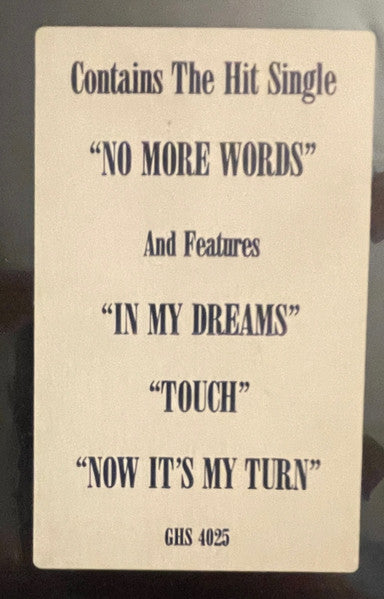 Contains The Hit Single
“NO MORE WORDS”
And Features
“IN MY DREAMS”
“TOUCH”
“NOW IT’S MY TURN”
GHS 4025